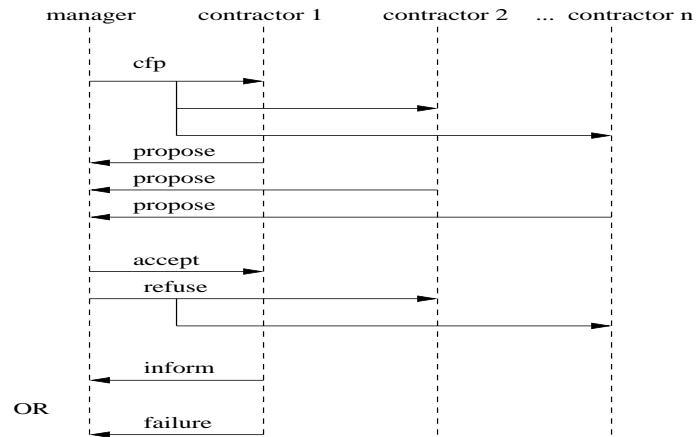 manager contractor 1 contractor 2 ... contractor n
cfp
propose
propose
propose
accept
refuse
inform
OR
failure